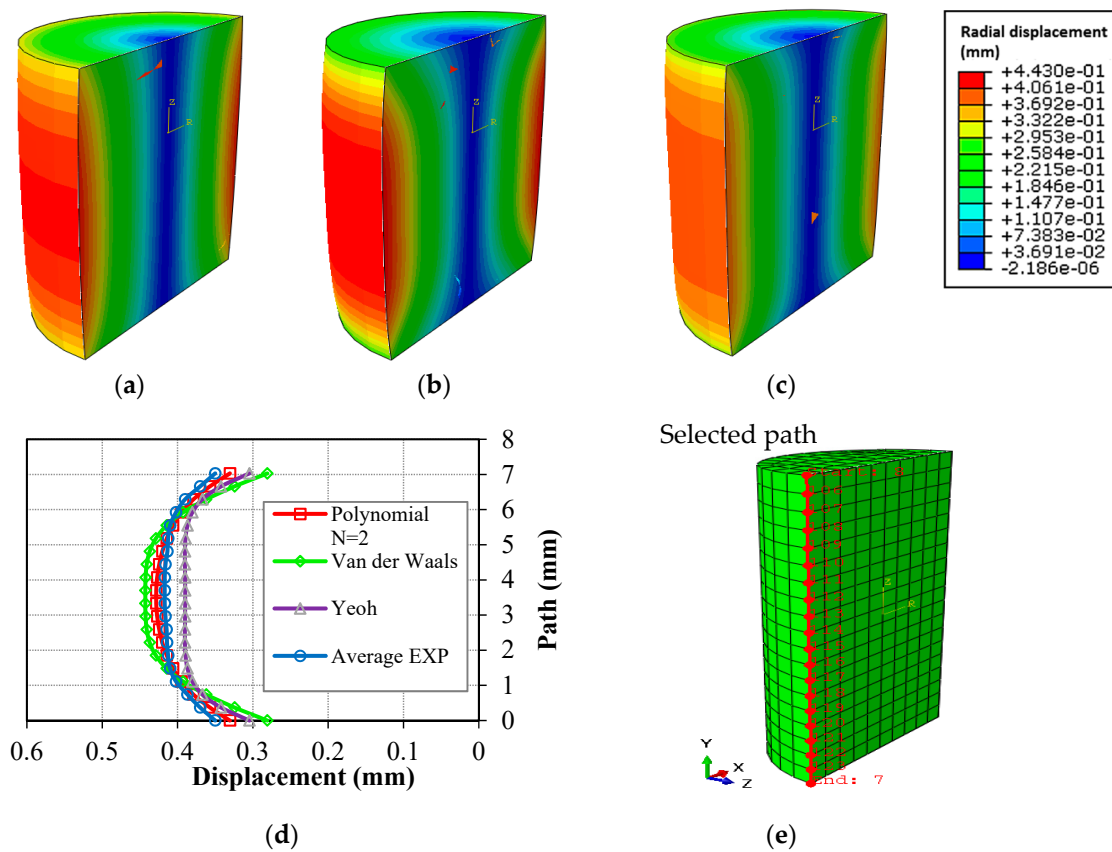 Radial displacement
(mm)
+4.430e-01
+4.061e-01
+3.692e-01
+3.322e-01
+2.953e-01
+2.584e-01
+2.215e-01
+1.846e-01
+1.477e-01
+1.107e-01
+7.383e-02
+3.691e-02
-2.186e-06
Z
R
Z
R
Z
R
(a)
(b)
(c)
8
7
6
5
4
3
2
1
0
Path (mm)
Polynomial
N=2
Van der Waals
Yeoh
Average EXP
0.6
0.5
0.4
0.3
0.2
0.1
0
Displacement (mm)
Selected path
Z
R
End: 7
Y
X
Z
(d)
(e)